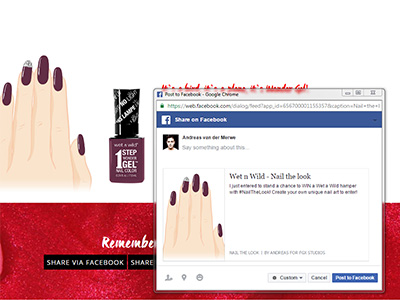 It's a bird, it's a plane, it's Wonder Gel!
Post to Facebook - Google Chrome
https://web.facebook.com/dialog/feed?app_id=656700001155357&caption=Nail+the+l
Share on Facebook
Andreas van der Merwe
Say something about this...
Wet n Wild - Nail the look
I just entered to stand a chance to WIN a Wet n Wild hamper
with #NailTheLook! Create your own unique nail art to enter!
NAIL THE LOOK | BY ANDREAS FOR
STUDIOS
Custom
Cancel
Post to Facebook
NO LIGHT
LAMPE
wet n wild
1
STEP
WONDER
GEL
NAIL COLOR
Remember
SHARE VIA FACEBOOK
SHARE